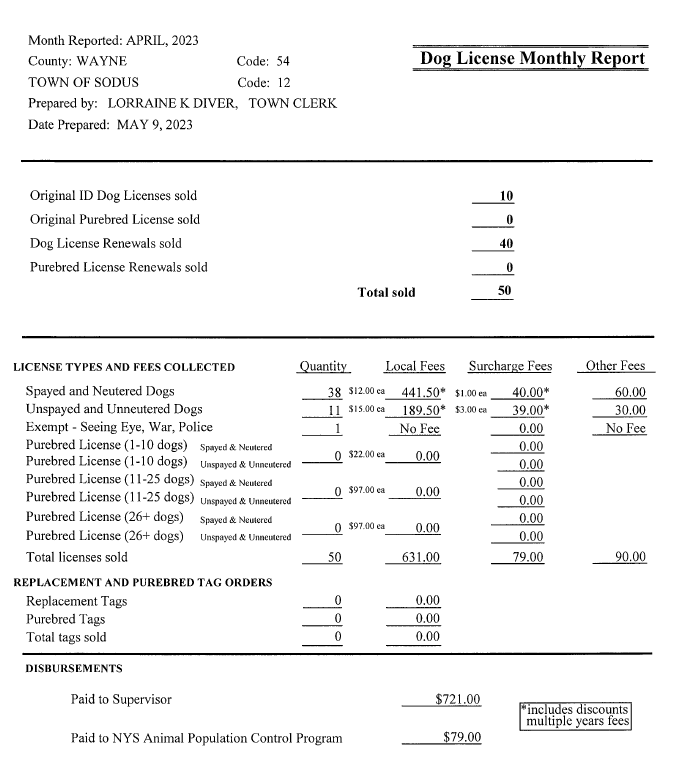 Month Reported: APRIL, 2023
County: WAYNE Code: 54
Dog License Monthly Report
TOWN OF SODUS Code: 12
Prepared by: LORRAINE K DIVER, TOWN CLERK
Date Prepared: MAY 9, 2023
Original ID Dog Licenses sold 10
Original Purebred License sold 0
Dog License Renewals sold 40
Purebred License Renewals sold 0
Total sold 50
LICENSE TYPES AND FEES COLLECTED Quantity Local Fees Surcharge Fees Other Fees
Spayed and Neutered Dogs 38 $12.00 ea 441.50* $1.00 ea 40.00* 60.00
Unspayed and Unneutered Dogs 11 $15.00 ea 189.50* $3.00 ea 39.00* 30.00
Exempt - Seeing Eye, War, Police 1 No Fee 0.00 No Fee
Purebred License (1-10 dogs) Spayed & Neutered 0.00
0 $22.00 ea 0.00
Purebred License (1-10 dogs) Unspayed & Unneutered 0.00
Purebred License (11-25 dogs) Spayed & Neutered 0.00
0 $97.00 ea 0.00
Purebred License (11-25 dogs) Unspayed & Unneutered 0.00
Purebred License (26+ dogs) Spayed & Neutered 0.00
0 $97.00 ea 0.00
Purebred License (26+ dogs) Unspayed & Unneutered 0.00
Total licenses sold 50 631.00 79.00 90.00
REPLACEMENT AND PUREBRED TAG ORDERS
Replacement Tags 0 0.00
Purebred Tags 0 0.00
Total tags sold 0 0.00
DISBURSEMENTS
Paid to Supervisor $721.00
*includes discounts
multiple years fees
Paid to NYS Animal Population Control Program $79.00